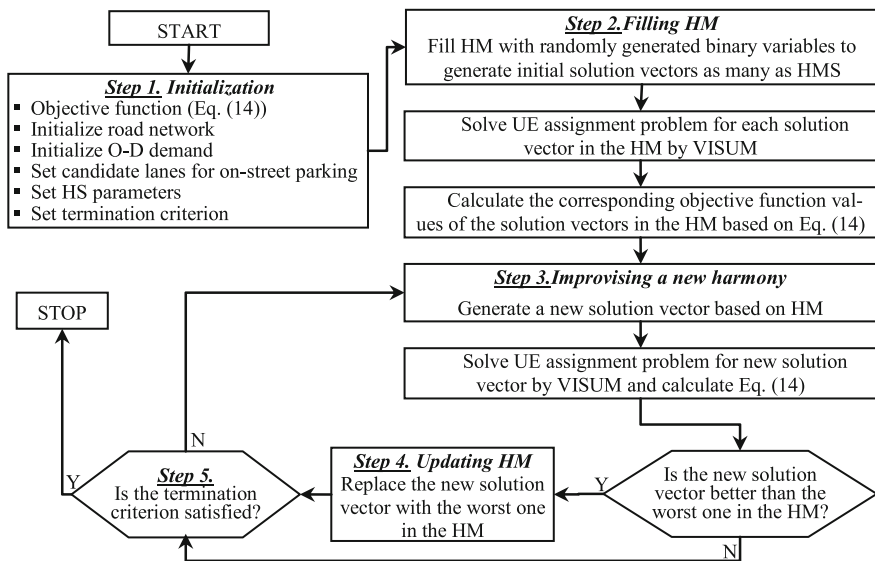 START
Step 1. Initialization
▪ Objective function (Eq. (14))
▪ Initialize road network
▪ Initialize O-D demand
▪ Set candidate lanes for on-street parking
▪ Set HS parameters
▪ Set termination criterion
Step 2.Filling HM
Fill HM with randomly generated binary variables to
generate initial solution vectors as many as HMS
Solve UE assignment problem for each solution
vector in the HM by VISUM
Calculate the corresponding objective function val-
ues of the solution vectors in the HM based on Eq. (14)
Step 3.Improvising a new harmony
Generate a new solution vector based on HM
Solve UE assignment problem for new solution
vector by VISUM and calculate Eq. (14)
Is the new solution
vector better than the
worst one in the HM?
Y
N
Step 4. Updating HM
Replace the new solution
vector with the worst one
in the HM
Step 5.
Is the termination
criterion satisfied?
N
Y
STOP